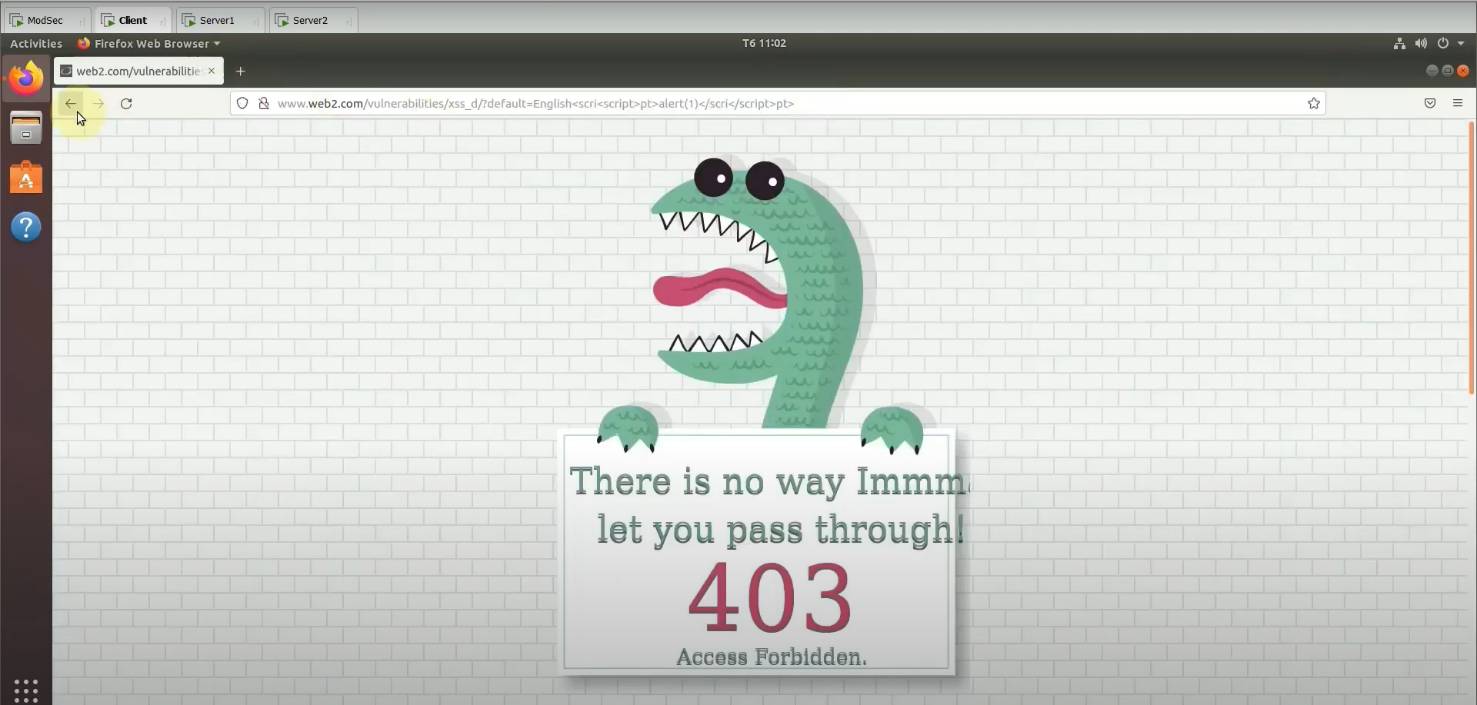 ModSec
Client
Server1
Server2
Activities
Firefox Web Browser
T6 11:02
web2.com/vulnerabilitie
www.web2.com/vulnerabilities/xss_d/?default=English<scri<script>pt>alert(1)</scri</script>pt>
There is no way Immma
let you pass through!
403
Access Forbidden.